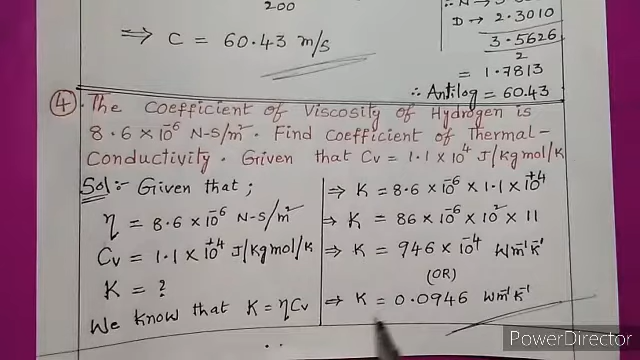 200
⇒ C = 60.43 m/s
D → 2.3010
3.5626
2
= 1.7813
∴ Antilog = 60.43
④. The coefficient of Viscosity of Hydrogen is
8.6 × 10⁻⁶ N-S/m². Find coefficient of Thermal-
Conductivity. Given that Cv = 1.1 × 10⁴ J/kgmol/K
Sol:- Given that ;
η = 8.6 × 10⁻⁶ N-S/m²
Cv = 1.1 × 10⁺⁴ J/kgmol/K
K = ?
We know that K = ηCv
⇒ K = 8.6 × 10⁻⁶ × 1.1 × 10⁺⁴
⇒ K = 86 × 10⁻⁶ × 10² × 11
⇒ K = 946 × 10⁻⁴ Wm⁻¹K⁻¹
(OR)
⇒ K = 0.0946 Wm⁻¹K⁻¹
PowerDirector